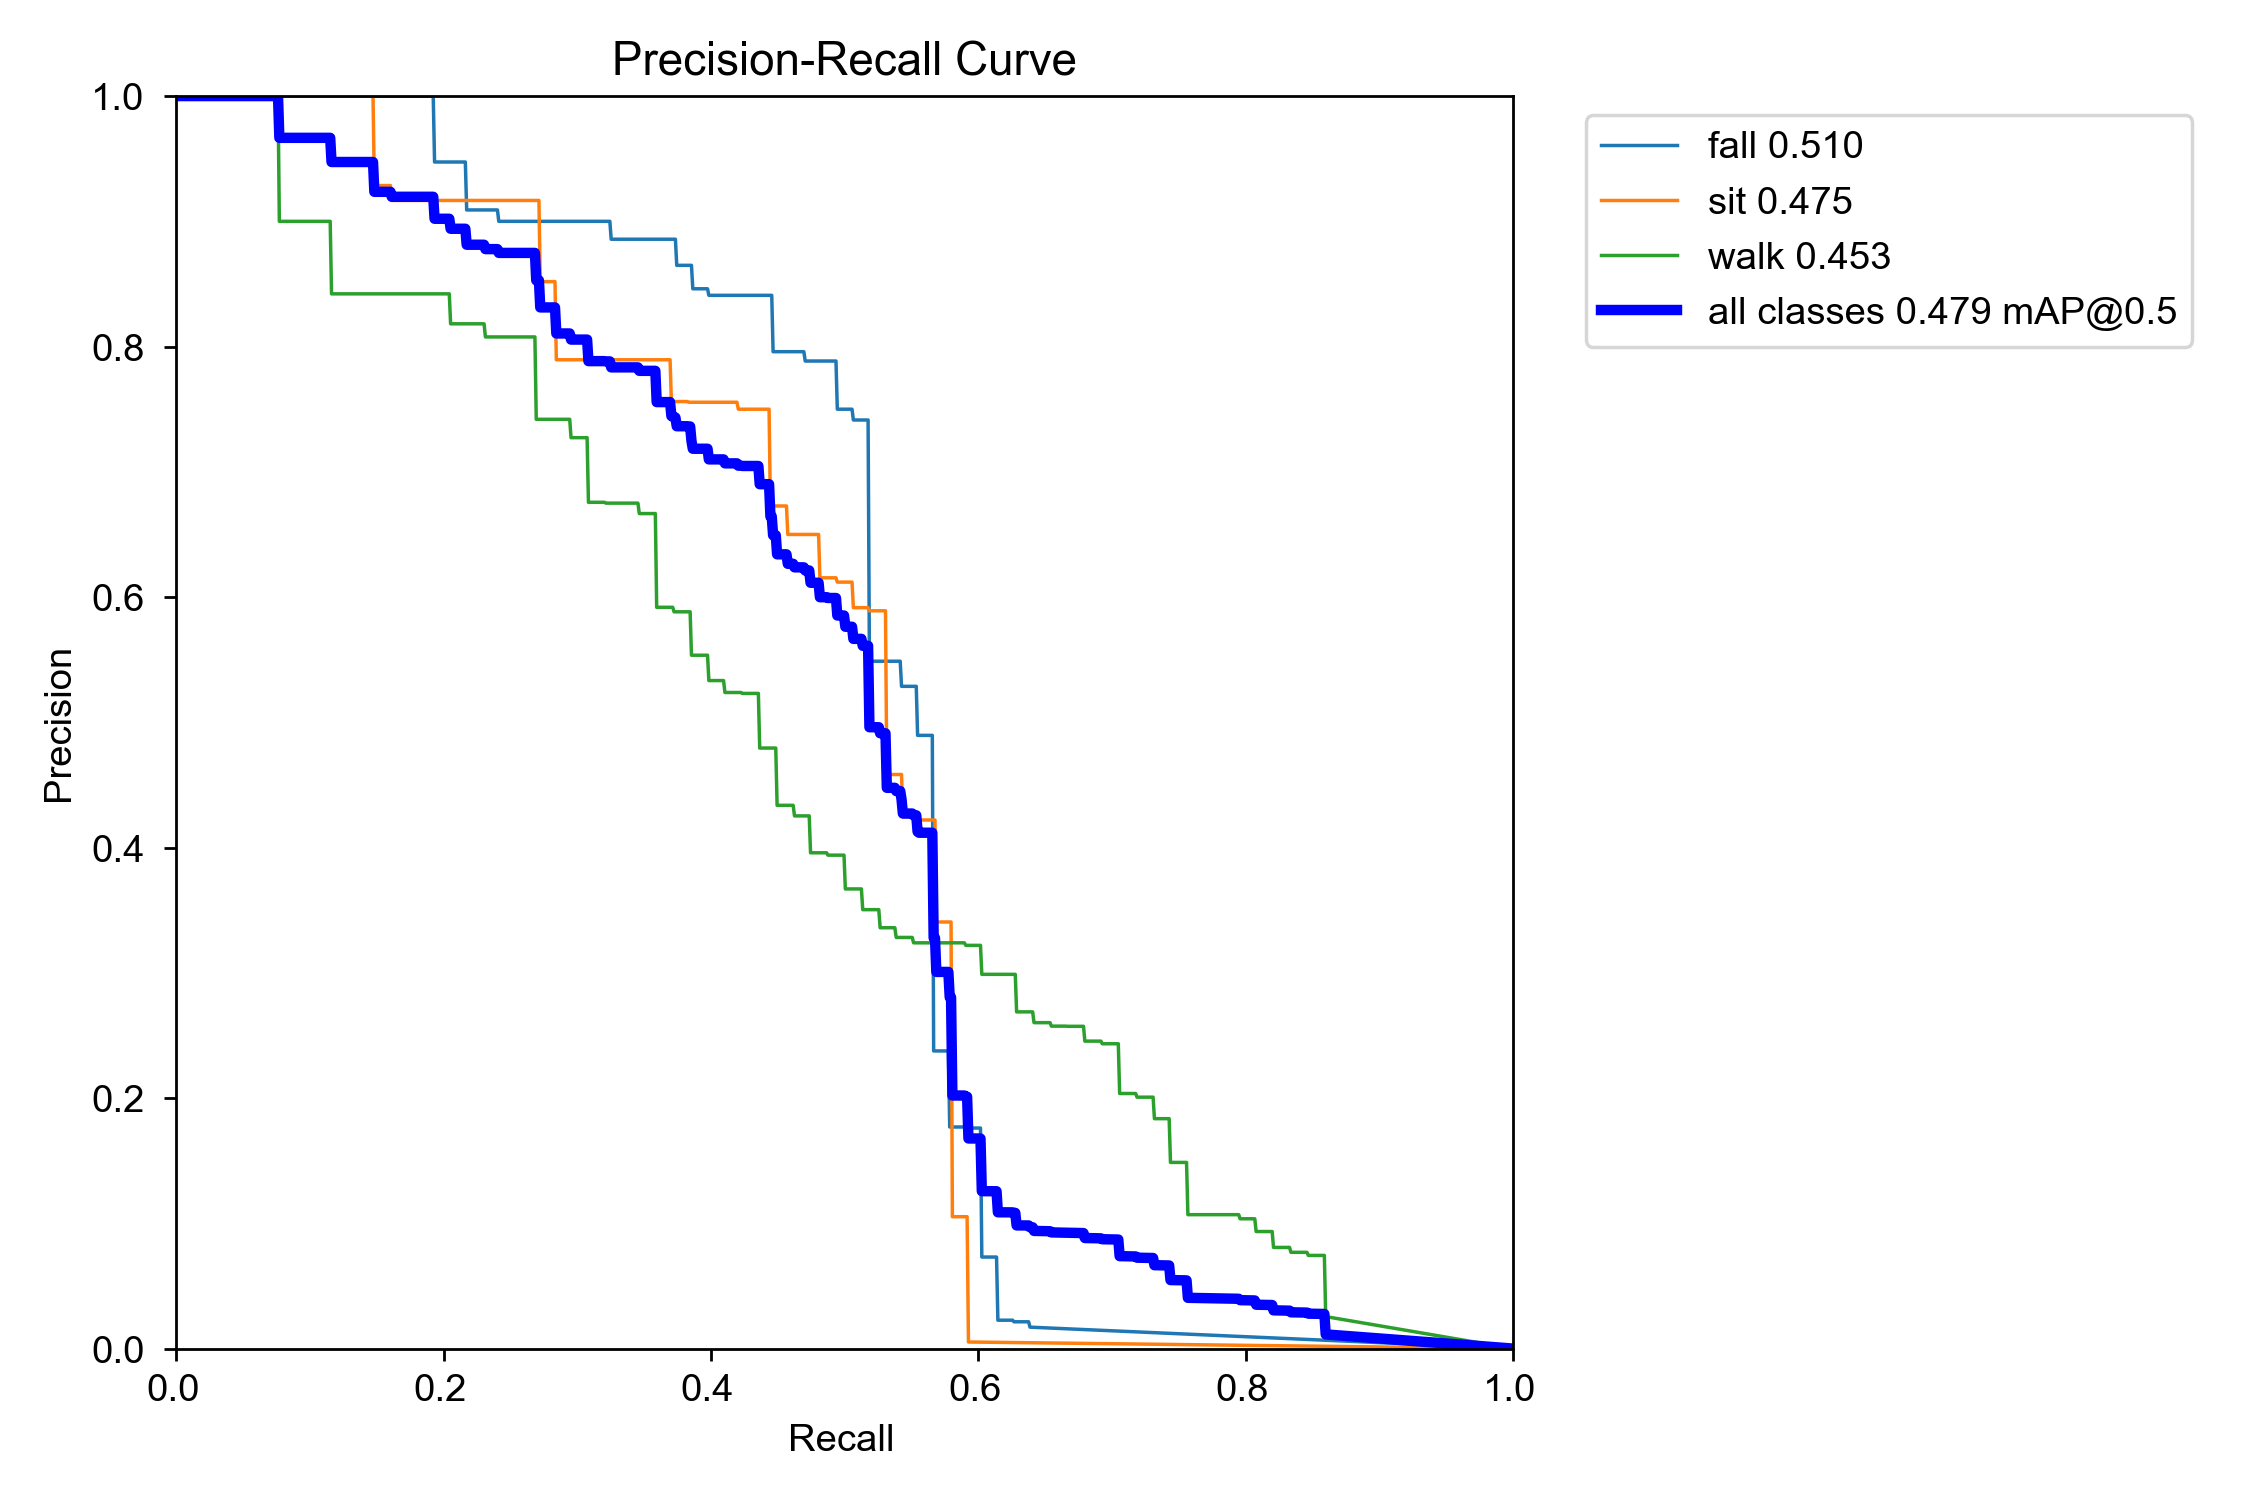 Precision-Recall Curve
fall 0.510
sit 0.475
walk 0.453
all classes 0.479 mAP@0.5
Precision
1.0
0.8
0.6
0.4
0.2
0.0
0.0 0.2 0.4 0.6 0.8 1.0
Recall